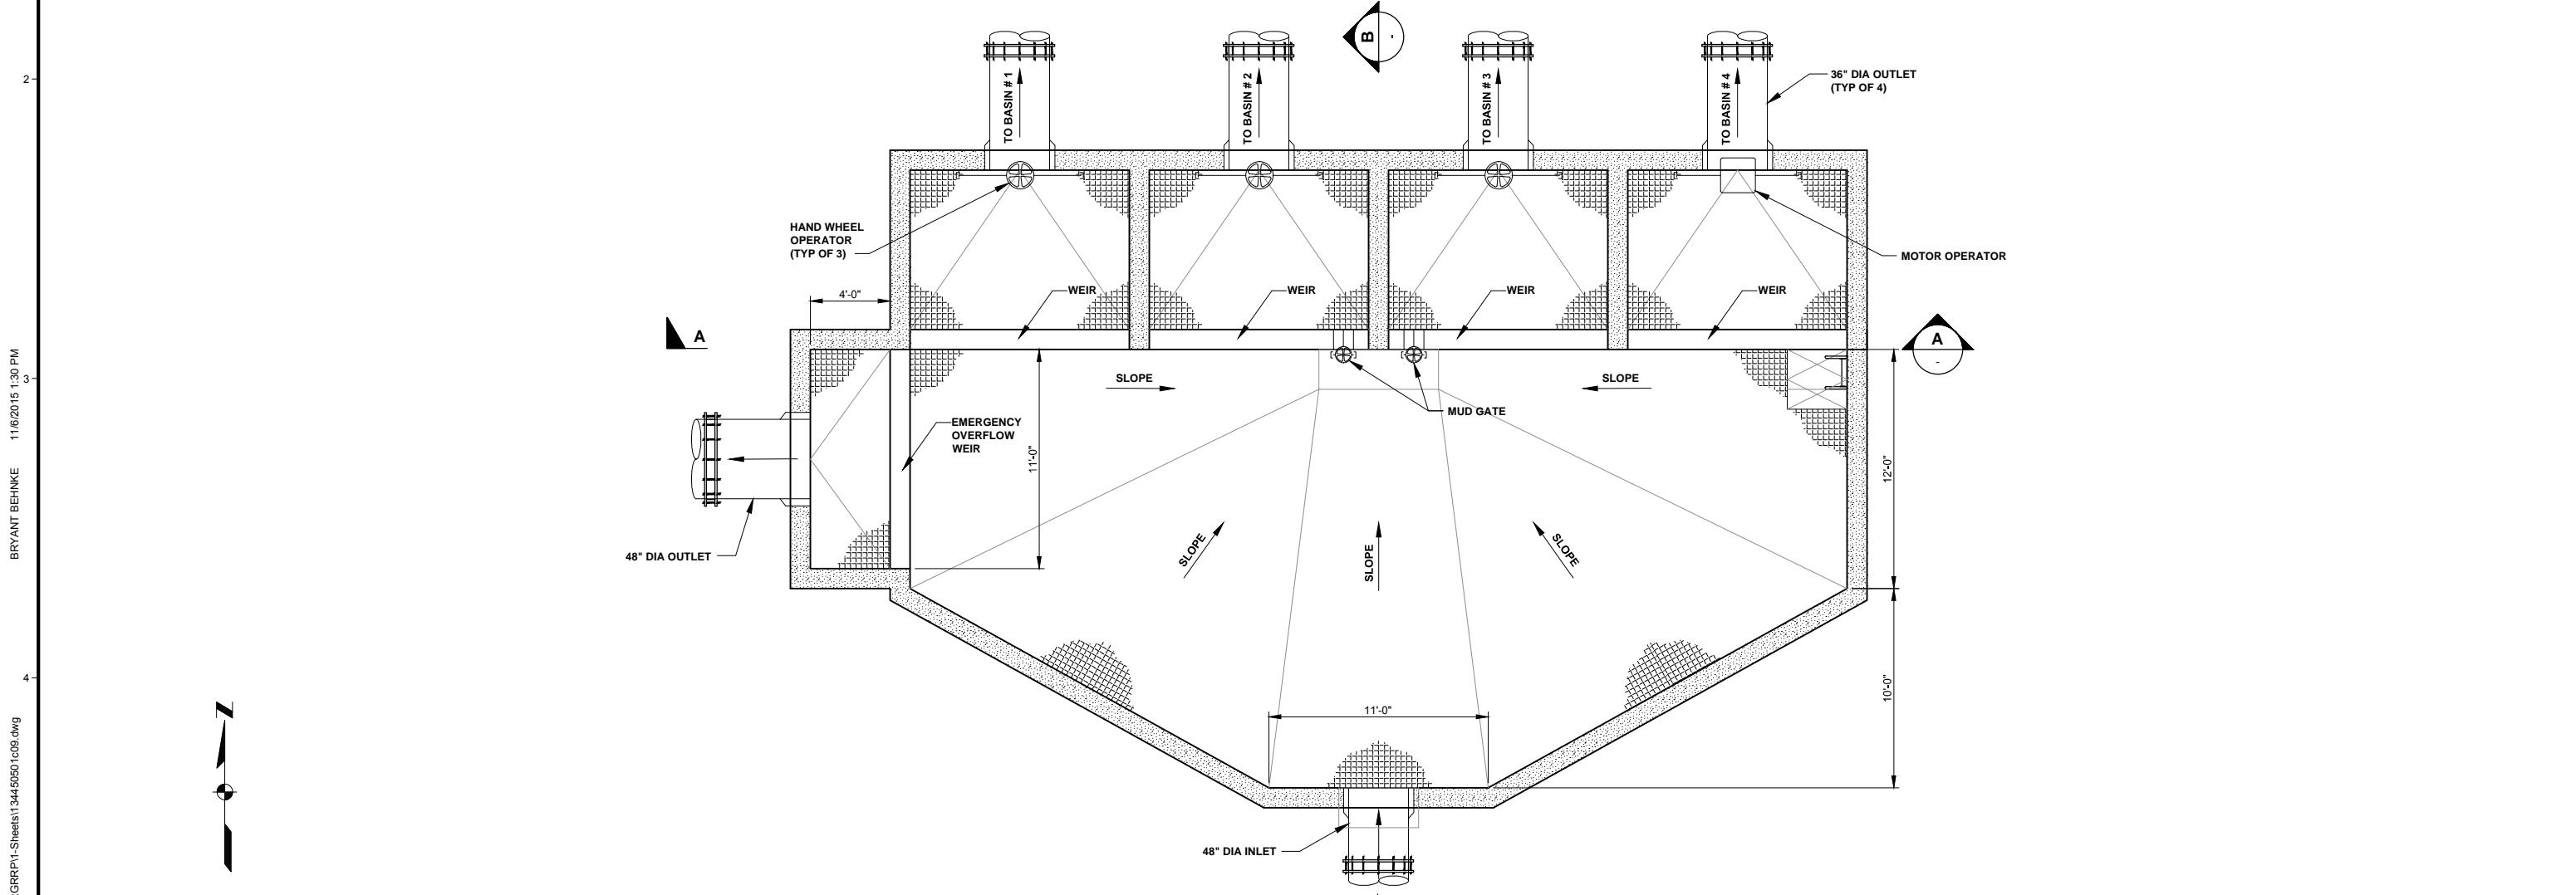 B
-
TO BASIN # 1
TO BASIN # 2
TO BASIN # 3
TO BASIN # 4
36" DIA OUTLET
(TYP OF 4)
2
HAND WHEEL
OPERATOR
(TYP OF 3)
MOTOR OPERATOR
4'-0"
WEIR
WEIR
WEIR
WEIR
A
A
-
3
SLOPE
SLOPE
MUD GATE
EMERGENCY
OVERFLOW
WEIR
11'-0"
12'-0"
48" DIA OUTLET
SLOPE
SLOPE
SLOPE
4
10'-0"
11'-0"
48" DIA INLET
N
BRYANT BEHNKE 11/6/2015 1:30 PM
GRRP\1-Sheets\134450501c09.dwg